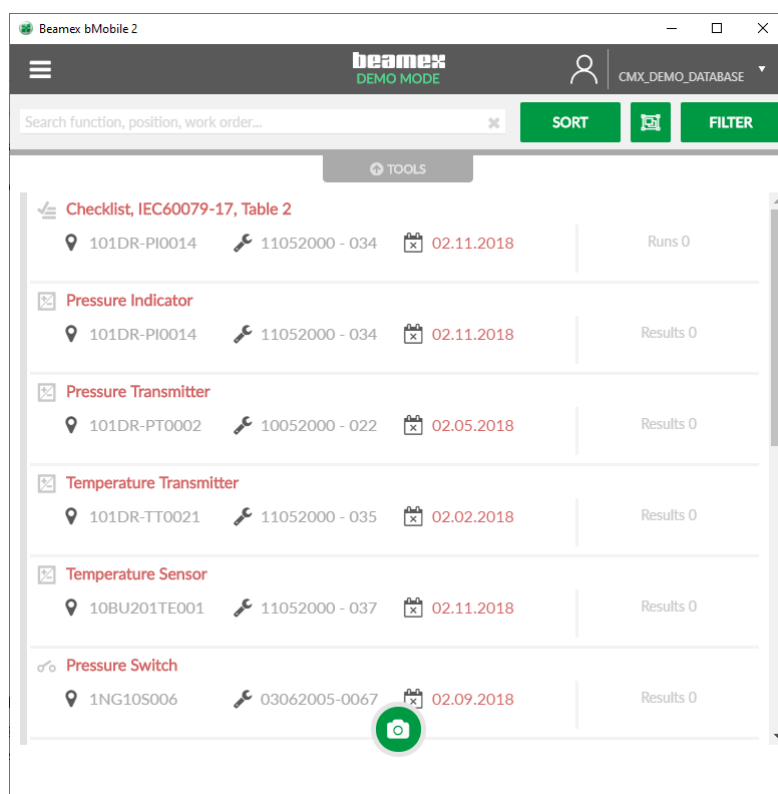 Beamex bMobile 2
beamex
DEMO MODE
CMX_DEMO_DATABASE
Search function, position, work order...
SORT
FILTER
TOOLS
Checklist, IEC60079-17, Table 2
101DR-PI0014 11052000 - 034 02.11.2018 Runs 0
Pressure Indicator
101DR-PI0014 11052000 - 034 02.11.2018 Results 0
Pressure Transmitter
101DR-PT0002 10052000 - 022 02.05.2018 Results 0
Temperature Transmitter
101DR-TT0021 11052000 - 035 02.02.2018 Results 0
Temperature Sensor
10BU201TE001 11052000 - 037 02.11.2018 Results 0
Pressure Switch
1NG10S006 03062005-0067 02.09.2018 Results 0